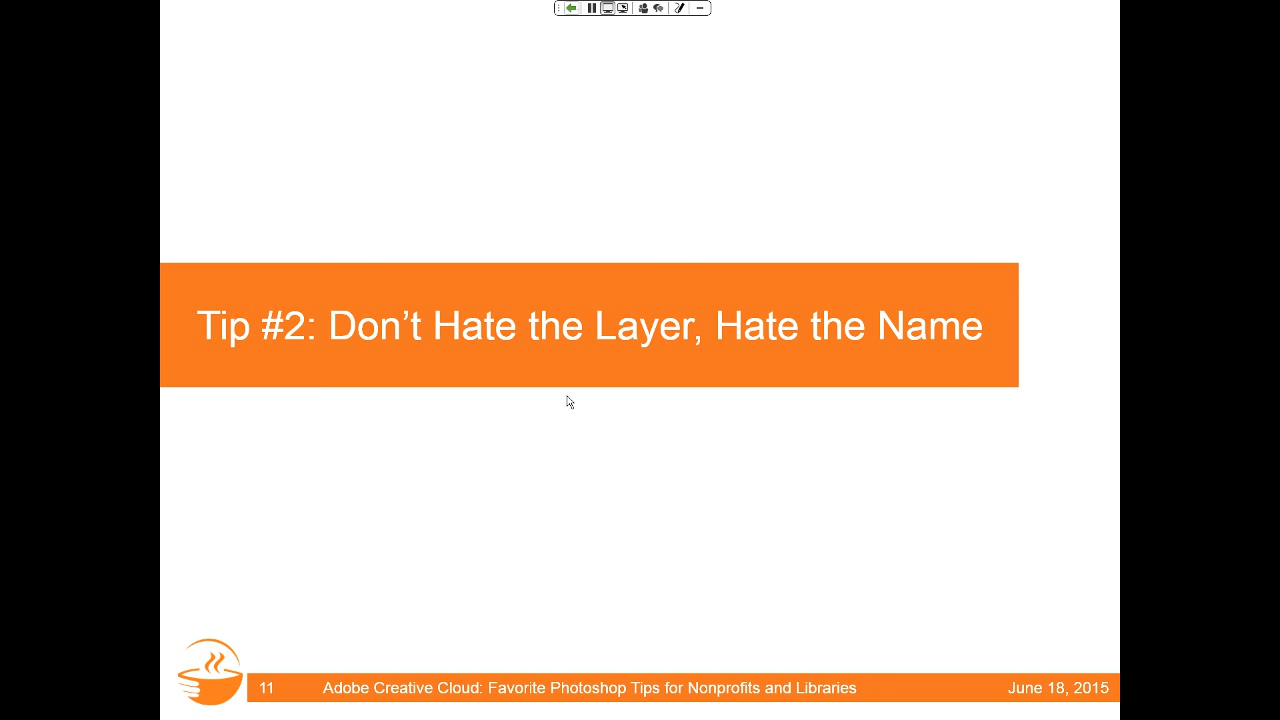 Tip #2: Don’t Hate the Layer, Hate the Name
11 Adobe Creative Cloud: Favorite Photoshop Tips for Nonprofits and Libraries June 18, 2015